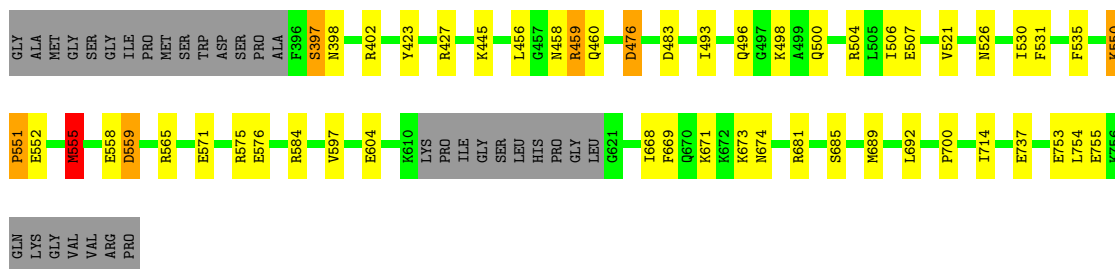 GLY ALA MET GLY SER GLY ILE PRO MET SER TRP ASP SER PRO ALA F396 S397 N398 R402 Y423 R427 K445 L456 G457 N458 R459 Q460 D476 D483 I493 Q496 G497 K498 A499 Q500 R504 L505 I506 E507 V521 N526 I530 F531 F535 K550
P551 E552 M555 E558 D559 R565 E571 R575 E576 R584 V597 E604 K610 LYS PRO ILE GLY SER LEU HIS PRO GLY LEU G621 I668 F669 Q670 K671 K672 K673 N674 R681 S685 M689 L692 P700 I714 E737 E753 L754 E755 K756
GLN LYS GLY VAL VAL ARG PRO